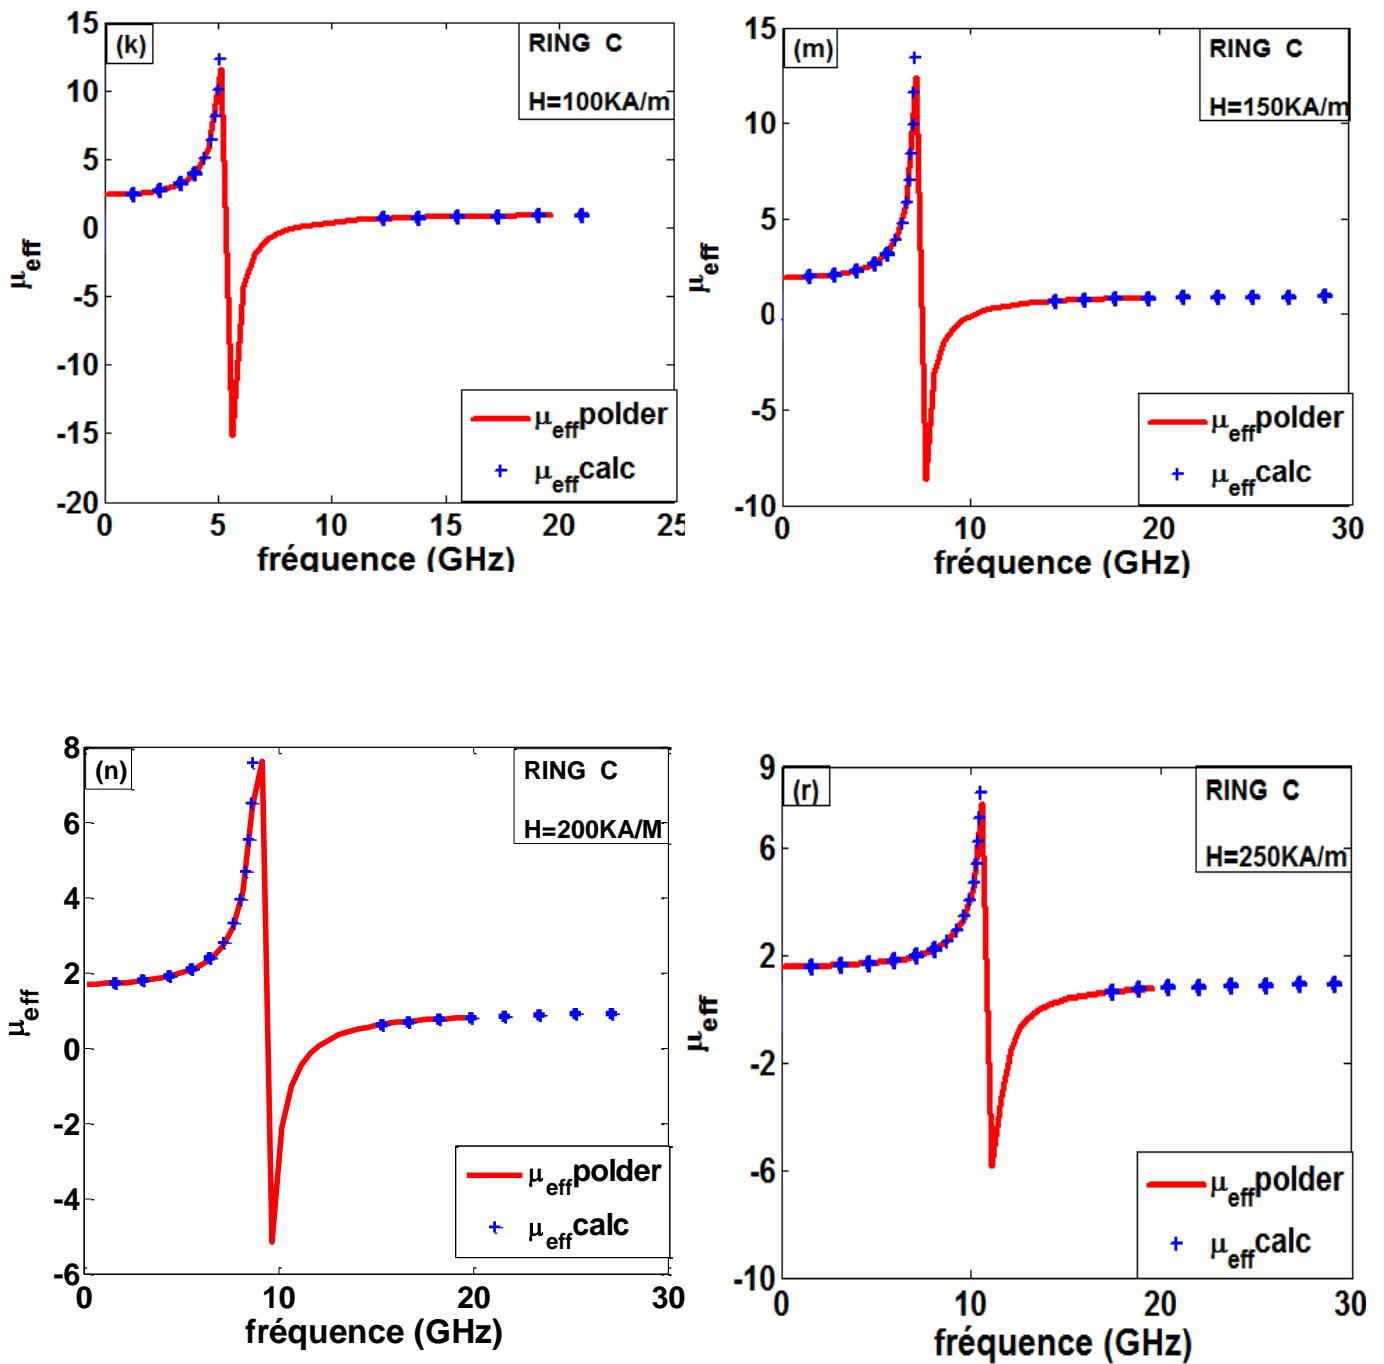 (k)
RING C
H=100KA/m
15
10
5
0
-5
-10
-15
-20
μeff
μeffpolder
μeffcalc
0 5 10 15 20 25
fréquence (GHz)
(m)
RING C
H=150KA/m
15
10
5
0
-5
-10
μeff
μeffpolder
μeffcalc
0 10 20 30
fréquence (GHz)
(n)
RING C
H=200KA/M
8
6
4
2
0
-2
-4
-6
μeff
μeffpolder
μeffcalc
0 10 20 30
fréquence (GHz)
(r)
RING C
H=250KA/m
9
6
2
-2
-6
-10
μeff
μeffpolder
μeffcalc
0 10 20 30
fréquence (GHz)